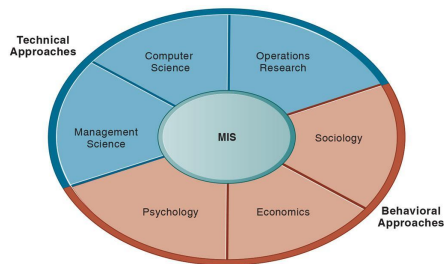 Technical
Approaches
Computer
Science
Operations
Research
Management
Science
MIS
Sociology
Psychology
Economics
Behavioral
Approaches